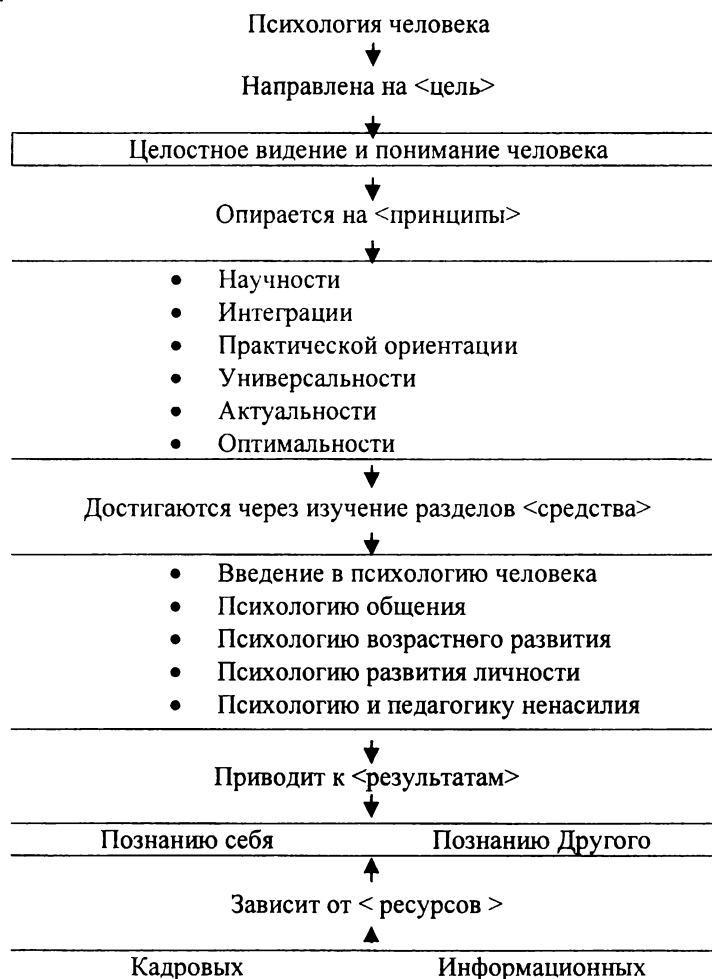 Психология человека
Направлена на <цель>
Целостное видение и понимание человека
Опирается на <принципы>
• Научности
• Интеграции
• Практической ориентации
• Универсальности
• Актуальности
• Оптимальности
Достигаются через изучение разделов <средства>
• Введение в психологию человека
• Психологию общения
• Психологию возрастного развития
• Психологию развития личности
• Психологию и педагогику ненасилия
Приводит к <результатам>
Познанию себя Познанию Другого
Зависит от < ресурсов >
Кадровых Информационных